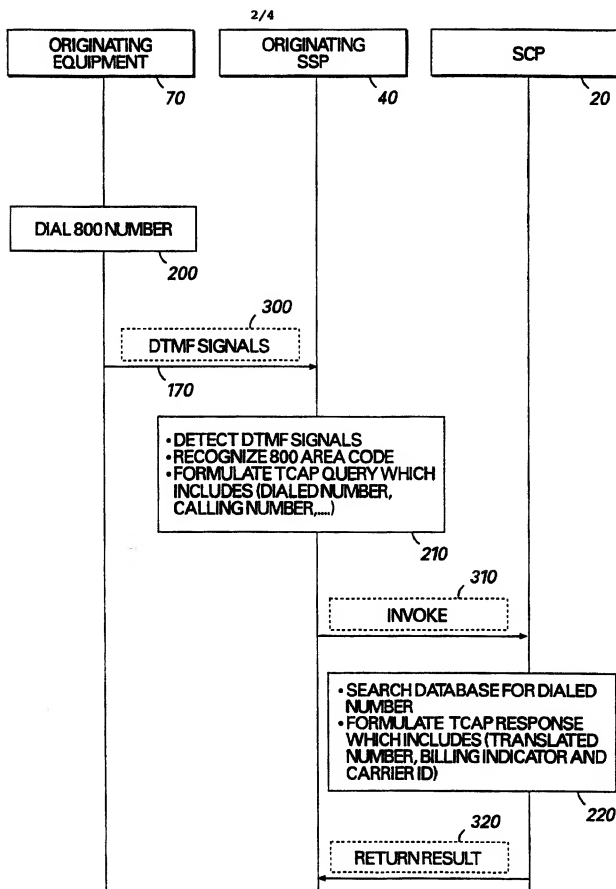 2/4
ORIGINATING
EQUIPMENT
70
ORIGINATING
SSP
40
SCP
20
DIAL 800 NUMBER
200
300
DTMF SIGNALS
170
• DETECT DTMF SIGNALS
• RECOGNIZE 800 AREA CODE
• FORMULATE TCAP QUERY WHICH
INCLUDES (DIALED NUMBER,
CALLING NUMBER,....)
210
310
INVOKE
• SEARCH DATABASE FOR DIALED
NUMBER
• FORMULATE TCAP RESPONSE
WHICH INCLUDES (TRANSLATED
NUMBER, BILLING INDICATOR AND
CARRIER ID)
220
320
RETURN RESULT